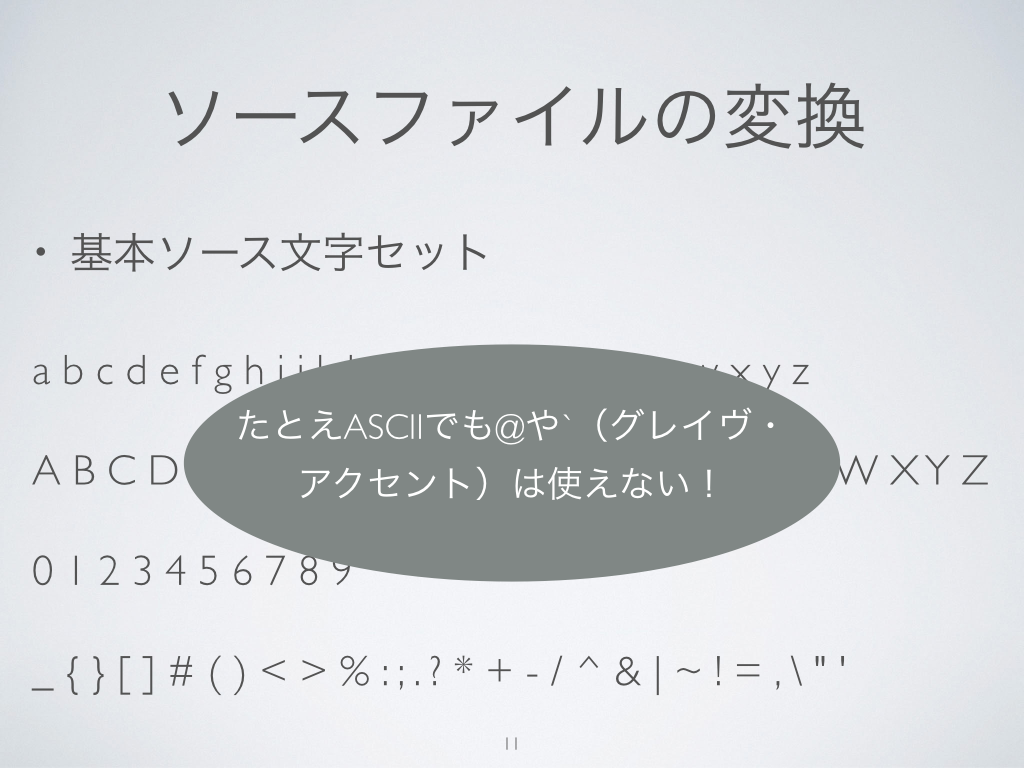 ソースファイルの変換
・基本ソース文字セット
a b c d e f g h i j x y z
たとえASCIIでも@や`（グレイヴ・
アクセント）は使えない！
A B C D W X Y Z
0 1 2 3 4 5 6 7 8 9
_ { } [ ] # ( ) < > % : ; . ? * + - / ^ & | ~ ! = , \ " '
11